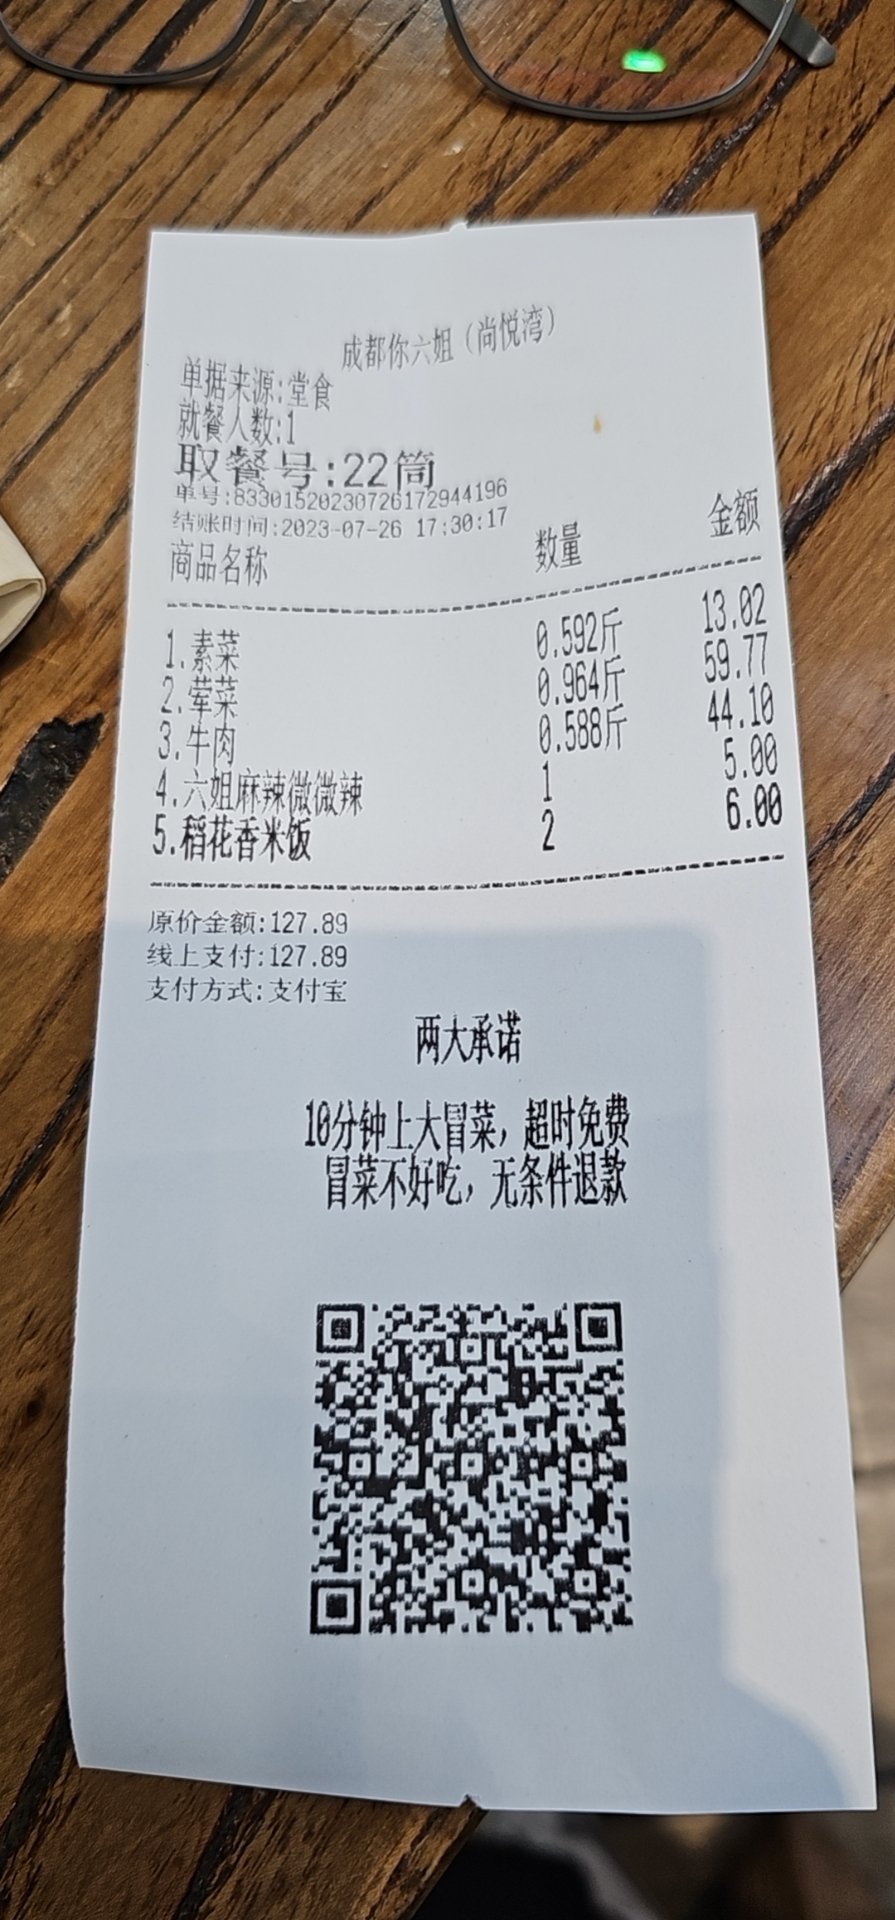 成都你六姐（尚悦湾）
单据来源:堂食
就餐人数:1
取餐号:22筒
单号:83301520230726172944196
结账时间:2023-07-26 17:30:17
商品名称 数量 金额
1.素菜 0.592斤 13.02
2.荤菜 0.964斤 59.77
3.牛肉 0.588斤 44.10
4.六姐麻辣微微辣 1 5.00
5.稻花香米饭 2 6.00
原价金额:127.89
线上支付:127.89
支付方式:支付宝
两大承诺
10分钟上大冒菜，超时免费
冒菜不好吃，无条件退款